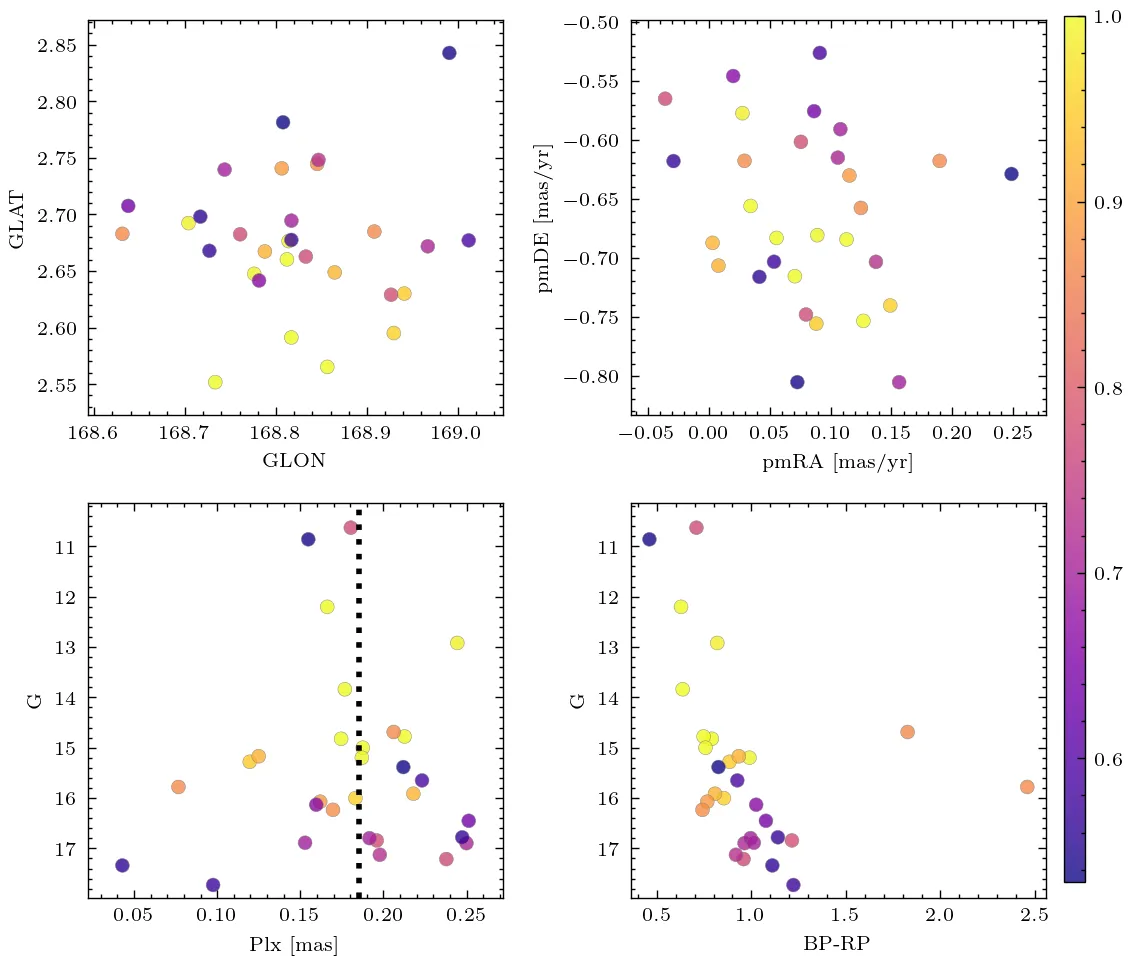 2.85
2.80
2.75
2.70
2.65
2.60
2.55
GLAT
168.6 168.7 168.8 168.9 169.0
GLON
−0.50
−0.55
−0.60
−0.65
−0.70
−0.75
−0.80
pmDE [mas/yr]
−0.05 0.00 0.05 0.10 0.15 0.20 0.25
pmRA [mas/yr]
11
12
13
14
15
16
17
G
0.05 0.10 0.15 0.20 0.25
Plx [mas]
11
12
13
14
15
16
17
G
0.5 1.0 1.5 2.0 2.5
BP-RP
1.0
0.9
0.8
0.7
0.6